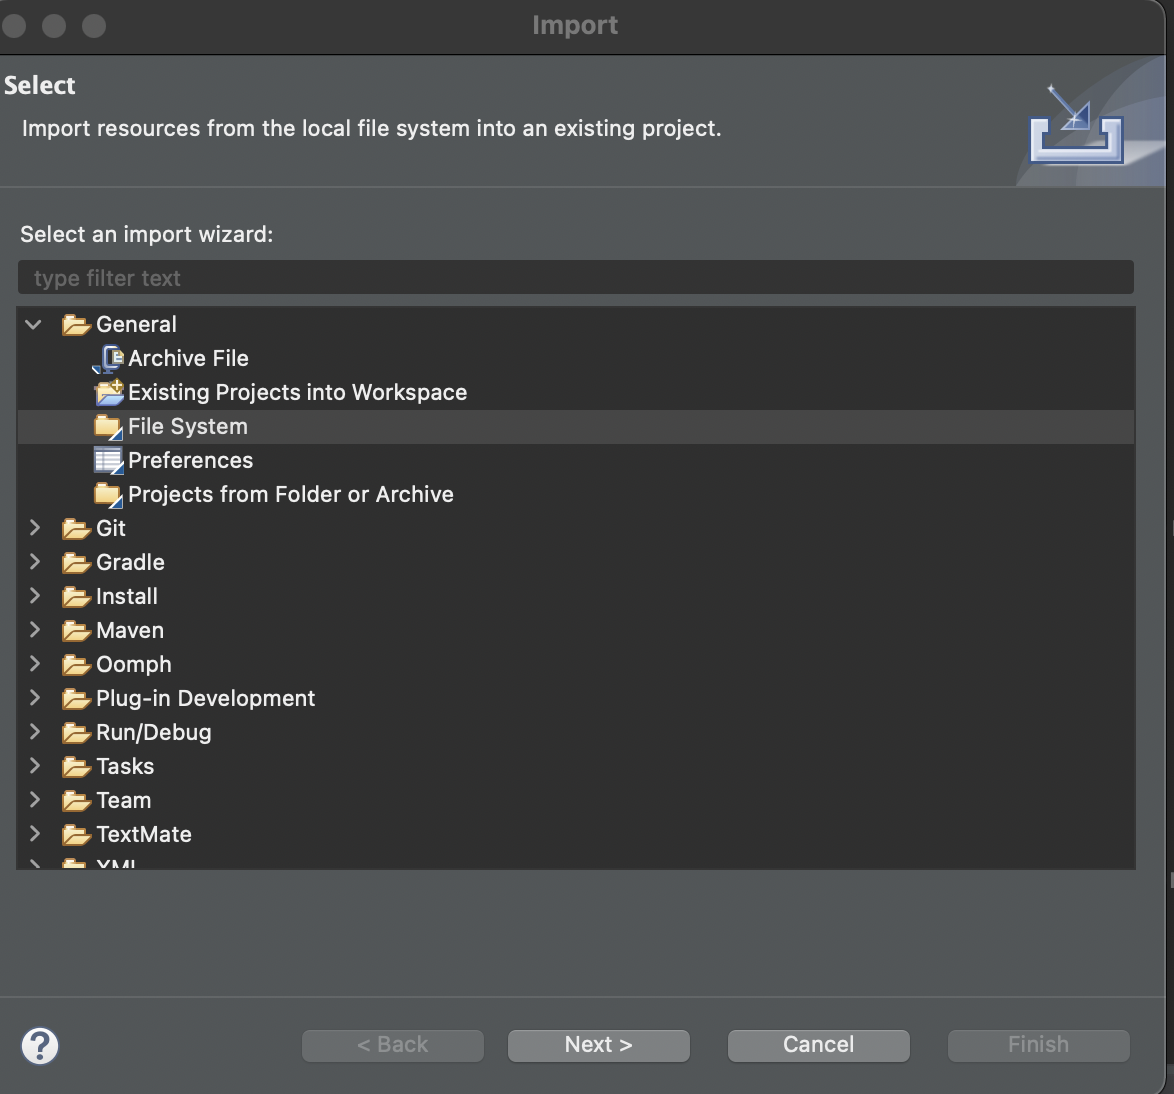 Import
Select
Import resources from the local file system into an existing project.
Select an import wizard:
type filter text
General
Archive File
Existing Projects into Workspace
File System
Preferences
Projects from Folder or Archive
Git
Gradle
Install
Maven
Oomph
Plug-in Development
Run/Debug
Tasks
Team
TextMate
XML
? < Back Next > Cancel Finish